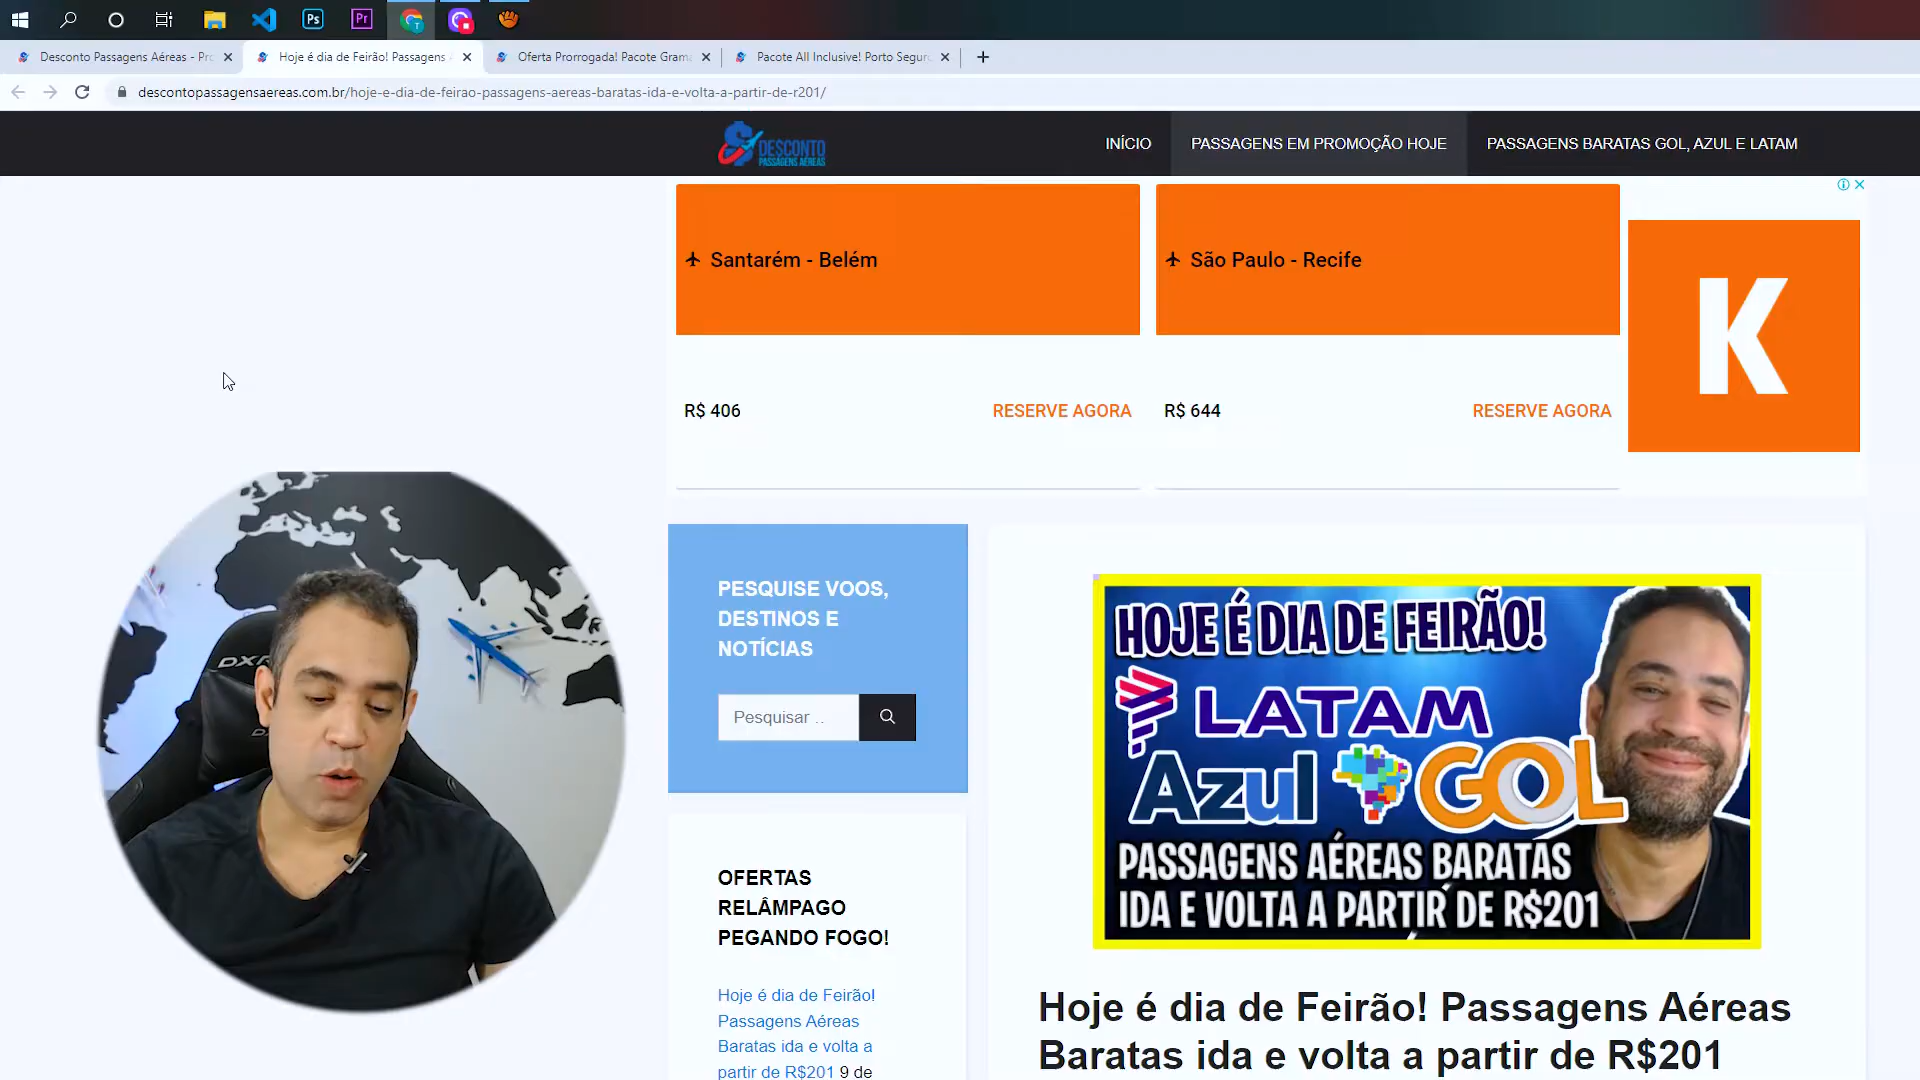 Ps
Pr
Desconto Passagens Aéreas - Pro
Hoje é dia de Feirão! Passagens A
Oferta Prorrogada! Pacote Grama
Pacote All Inclusive! Porto Seguro
descontopassagensaereas.com.br/hoje-e-dia-de-feirao-passagens-aereas-baratas-ida-e-volta-a-partir-de-r201/
DESCONTO
PASSAGENS AÉREAS
INÍCIO
PASSAGENS EM PROMOÇÃO HOJE
PASSAGENS BARATAS GOL, AZUL E LATAM
Santarém - Belém
São Paulo - Recife
K
R$ 406
RESERVE AGORA
R$ 644
RESERVE AGORA
DXR
PESQUISE VOOS,
DESTINOS E
NOTÍCIAS
Pesquisar ..
HOJE É DIA DE FEIRÃO!
LATAM
Azul GOL
PASSAGENS AÉREAS BARATAS
IDA E VOLTA A PARTIR DE R$201
OFERTAS
RELÂMPAGO
PEGANDO FOGO!
Hoje é dia de Feirão!
Passagens Aéreas
Baratas ida e volta a
partir de R$201 9 de
Hoje é dia de Feirão! Passagens Aéreas
Baratas ida e volta a partir de R$201